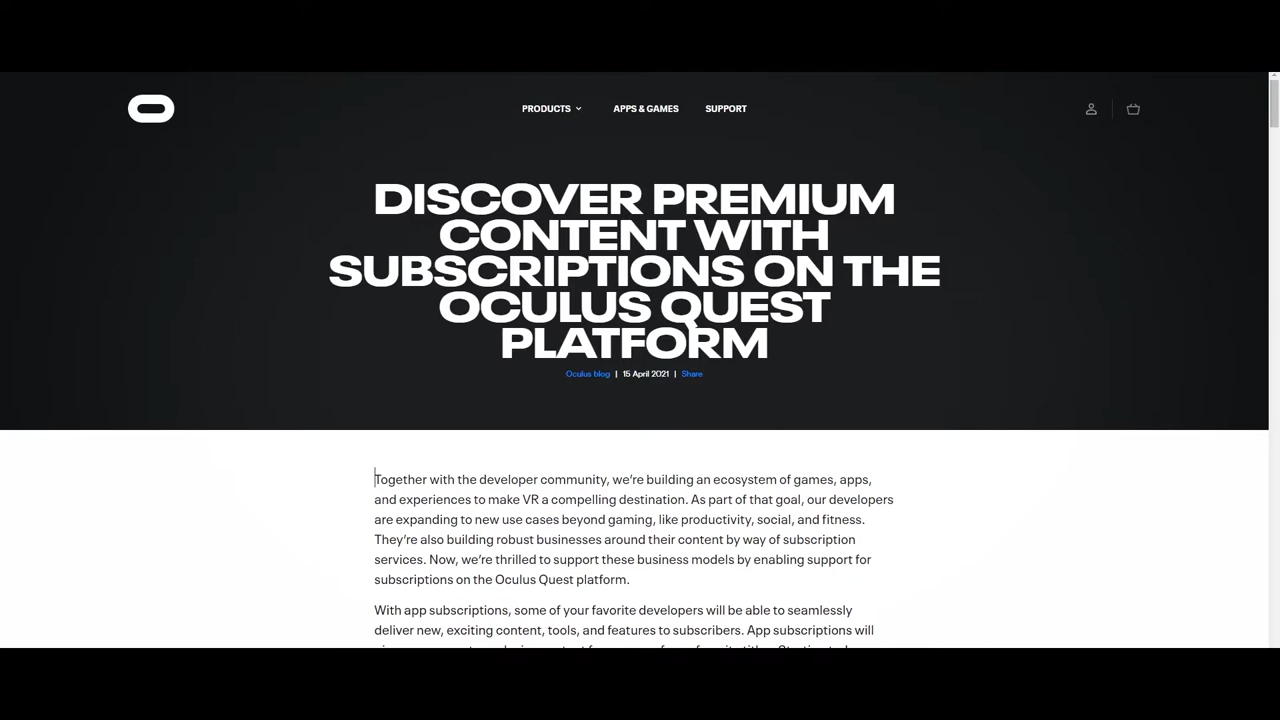 PRODUCTS APPS & GAMES SUPPORT
DISCOVER PREMIUM
CONTENT WITH
SUBSCRIPTIONS ON THE
OCULUS QUEST
PLATFORM
Oculus blog | 15 April 2021 | Share
Together with the developer community, we're building an ecosystem of games, apps,
and experiences to make VR a compelling destination. As part of that goal, our developers
are expanding to new use cases beyond gaming, like productivity, social, and fitness.
They're also building robust businesses around their content by way of subscription
services. Now, we're thrilled to support these business models by enabling support for
subscriptions on the Oculus Quest platform.
With app subscriptions, some of your favorite developers will be able to seamlessly
deliver new, exciting content, tools, and features to subscribers. App subscriptions will